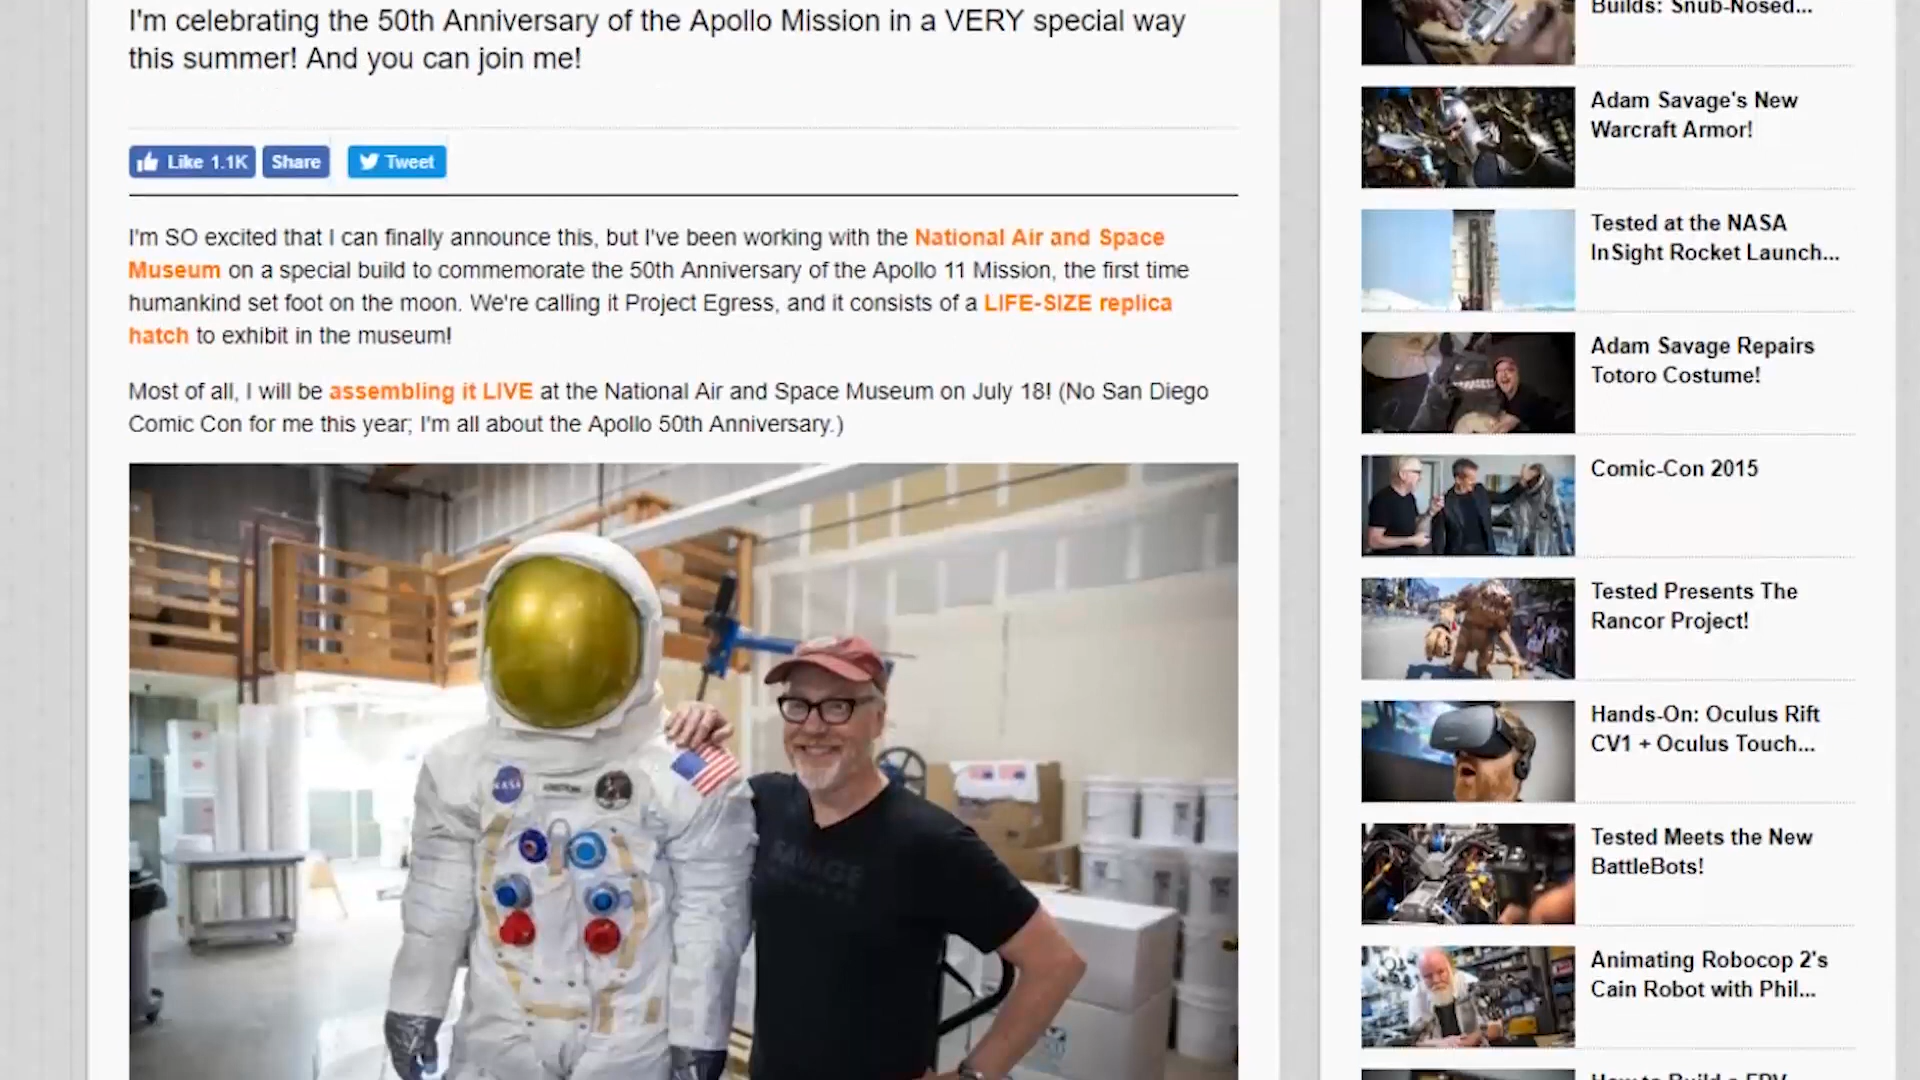 I'm celebrating the 50th Anniversary of the Apollo Mission in a VERY special way
this summer! And you can join me!
Like 1.1K
Share
Tweet
I'm SO excited that I can finally announce this, but I've been working with the National Air and Space
Museum on a special build to commemorate the 50th Anniversary of the Apollo 11 Mission, the first time
humankind set foot on the moon. We're calling it Project Egress, and it consists of a LIFE-SIZE replica
hatch to exhibit in the museum!
Most of all, I will be assembling it LIVE at the National Air and Space Museum on July 18! (No San Diego
Comic Con for me this year; I'm all about the Apollo 50th Anniversary.)
NASA
SAVAGE
Builds: Snub-Nosed...
Adam Savage's New
Warcraft Armor!
Tested at the NASA
InSight Rocket Launch...
Adam Savage Repairs
Totoro Costume!
Comic-Con 2015
Tested Presents The
Rancor Project!
Hands-On: Oculus Rift
CV1 + Oculus Touch...
Tested Meets the New
BattleBots!
Animating Robocop 2's
Cain Robot with Phil...
How to Build a FPV